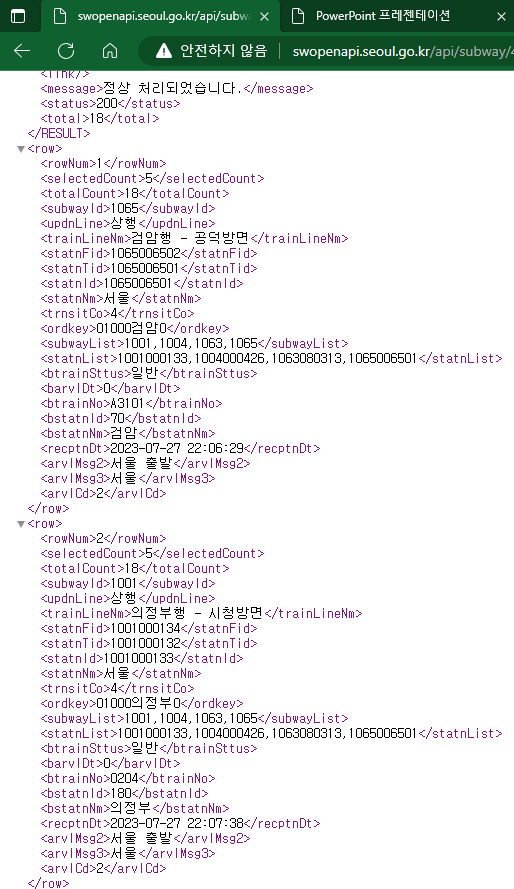 swopenapi.seoul.go.kr/api/subw
PowerPoint 프레젠테이션
안전하지 않음 swopenapi.seoul.go.kr/api/subway/4
<link/>
<message>정상 처리되었습니다.</message>
<status>200</status>
<total>18</total>
</RESULT>
<row>
<rowNum>1</rowNum>
<selectedCount>5</selectedCount>
<totalCount>18</totalCount>
<subwayId>1065</subwayId>
<updnLine>상행</updnLine>
<trainLineNm>검암행 - 공덕방면</trainLineNm>
<statnFid>1065006502</statnFid>
<statnTid>1065006501</statnTid>
<statnId>1065006501</statnId>
<statnNm>서울</statnNm>
<trnsitCo>4</trnsitCo>
<ordkey>01000검암0</ordkey>
<subwayList>1001,1004,1063,1065</subwayList>
<statnList>1001000133,1004000426,1063080313,1065006501</statnList>
<btrainSttus>일반</btrainSttus>
<barvlDt>0</barvlDt>
<btrainNo>A3101</btrainNo>
<bstatnId>70</bstatnId>
<bstatnNm>검암</bstatnNm>
<recptnDt>2023-07-27 22:06:29</recptnDt>
<arvlMsg2>서울 출발</arvlMsg2>
<arvlMsg3>서울</arvlMsg3>
<arvlCd>2</arvlCd>
</row>
<row>
<rowNum>2</rowNum>
<selectedCount>5</selectedCount>
<totalCount>18</totalCount>
<subwayId>1001</subwayId>
<updnLine>상행</updnLine>
<trainLineNm>의정부행 - 시청방면</trainLineNm>
<statnFid>1001000134</statnFid>
<statnTid>1001000132</statnTid>
<statnId>1001000133</statnId>
<statnNm>서울</statnNm>
<trnsitCo>4</trnsitCo>
<ordkey>01000의정부0</ordkey>
<subwayList>1001,1004,1063,1065</subwayList>
<statnList>1001000133,1004000426,1063080313,1065006501</statnList>
<btrainSttus>일반</btrainSttus>
<barvlDt>0</barvlDt>
<btrainNo>0204</btrainNo>
<bstatnId>180</bstatnId>
<bstatnNm>의정부</bstatnNm>
<recptnDt>2023-07-27 22:07:38</recptnDt>
<arvlMsg2>서울 출발</arvlMsg2>
<arvlMsg3>서울</arvlMsg3>
<arvlCd>2</arvlCd>
</row>